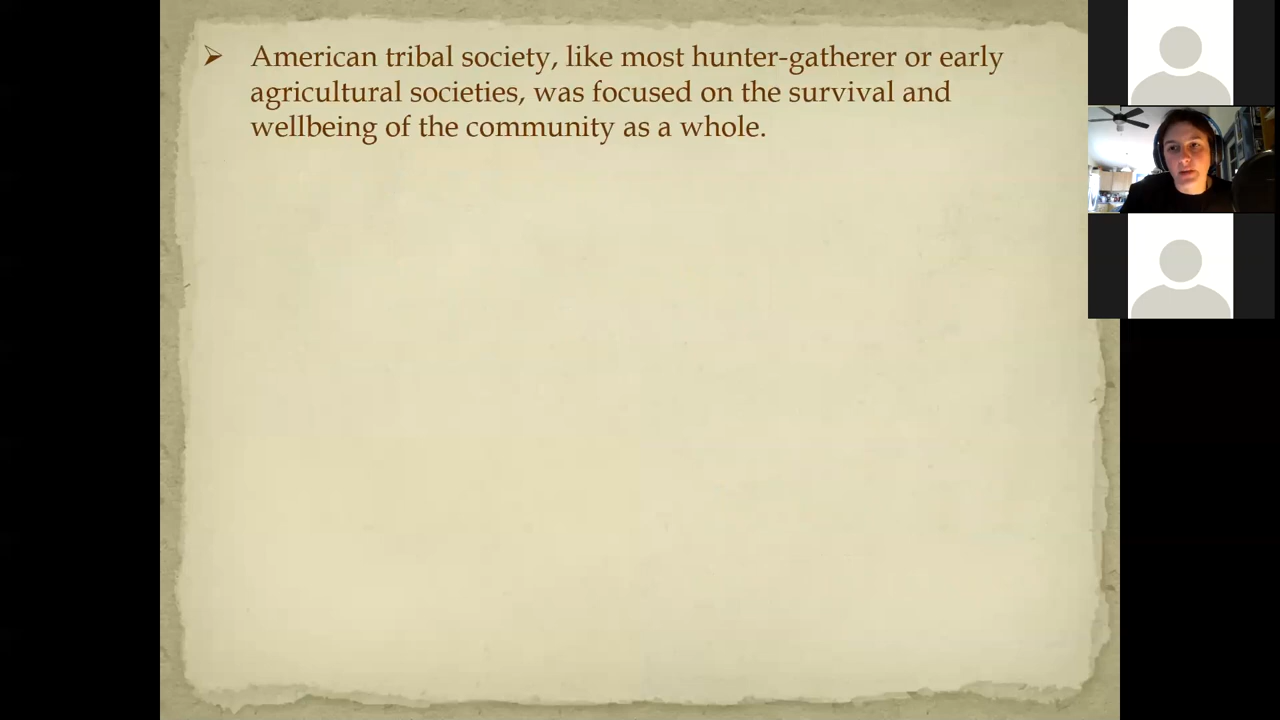 American tribal society, like most hunter-gatherer or early
agricultural societies, was focused on the survival and
wellbeing of the community as a whole.